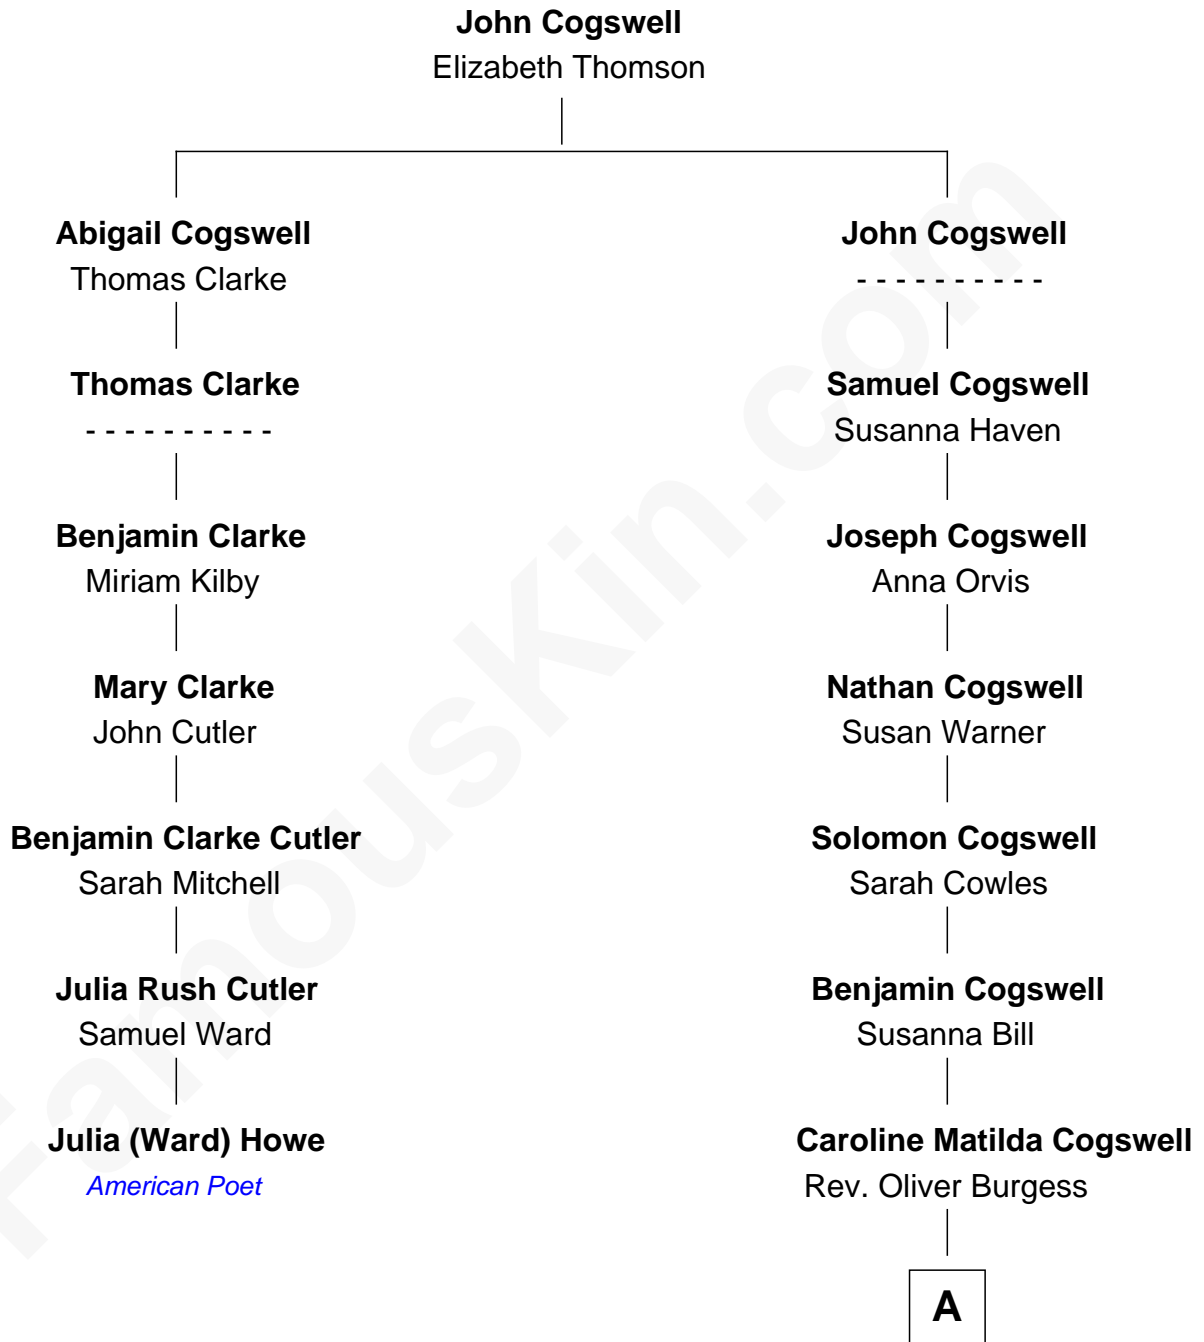 John Cogswell
Elizabeth Thomson
Abigail Cogswell
Thomas Clarke
John Cogswell
- - - - - - - - - -
Thomas Clarke
- - - - - - - - - -
Samuel Cogswell
Susanna Haven
Benjamin Clarke
Miriam Kilby
Joseph Cogswell
Anna Orvis
Mary Clarke
John Cutler
Nathan Cogswell
Susan Warner
Benjamin Clarke Cutler
Sarah Mitchell
Solomon Cogswell
Sarah Cowles
Julia Rush Cutler
Samuel Ward
Benjamin Cogswell
Susanna Bill
Julia (Ward) Howe
American Poet
Caroline Matilda Cogswell
Rev. Oliver Burgess
A
FamousKin.com